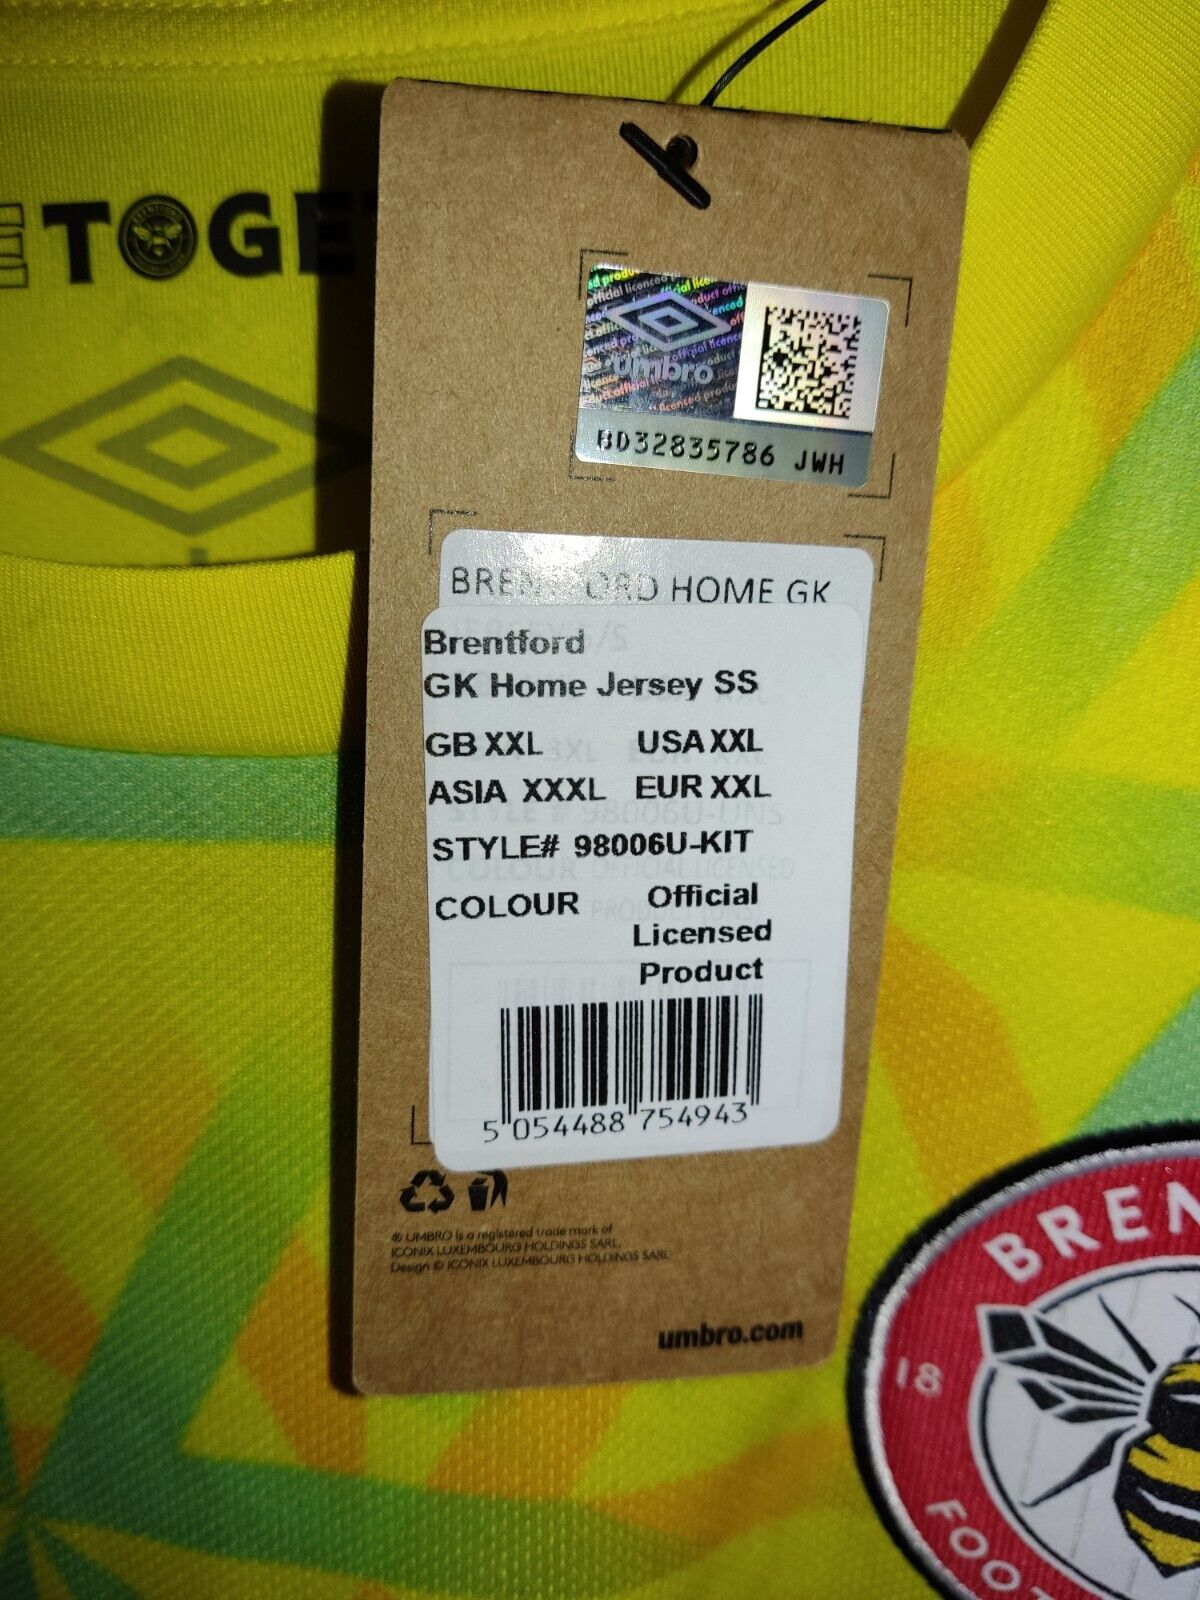 E TOGE
BRENTFORD
umbro
BD32835786 JWH
BRENTFORD HOME GK
Brentford
GK Home Jersey SS
GB XXL USA XXL
ASIA XXXL EUR XXL
STYLE# 98006U-KIT
COLOUR Official
Licensed
Product
5 054488 754943
® UMBRO is a registered trade mark of
ICONIX LUXEMBOURG HOLDINGS SARL.
Design © ICONIX LUXEMBOURG HOLDINGS SARL
umbro.com
BREN
18
FOOT